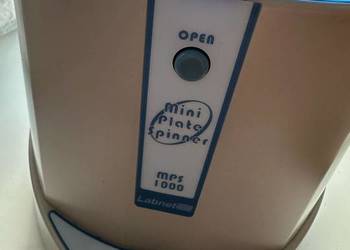 OPEN
Mini
Plate
Spinner
MPS
1000
Labnet